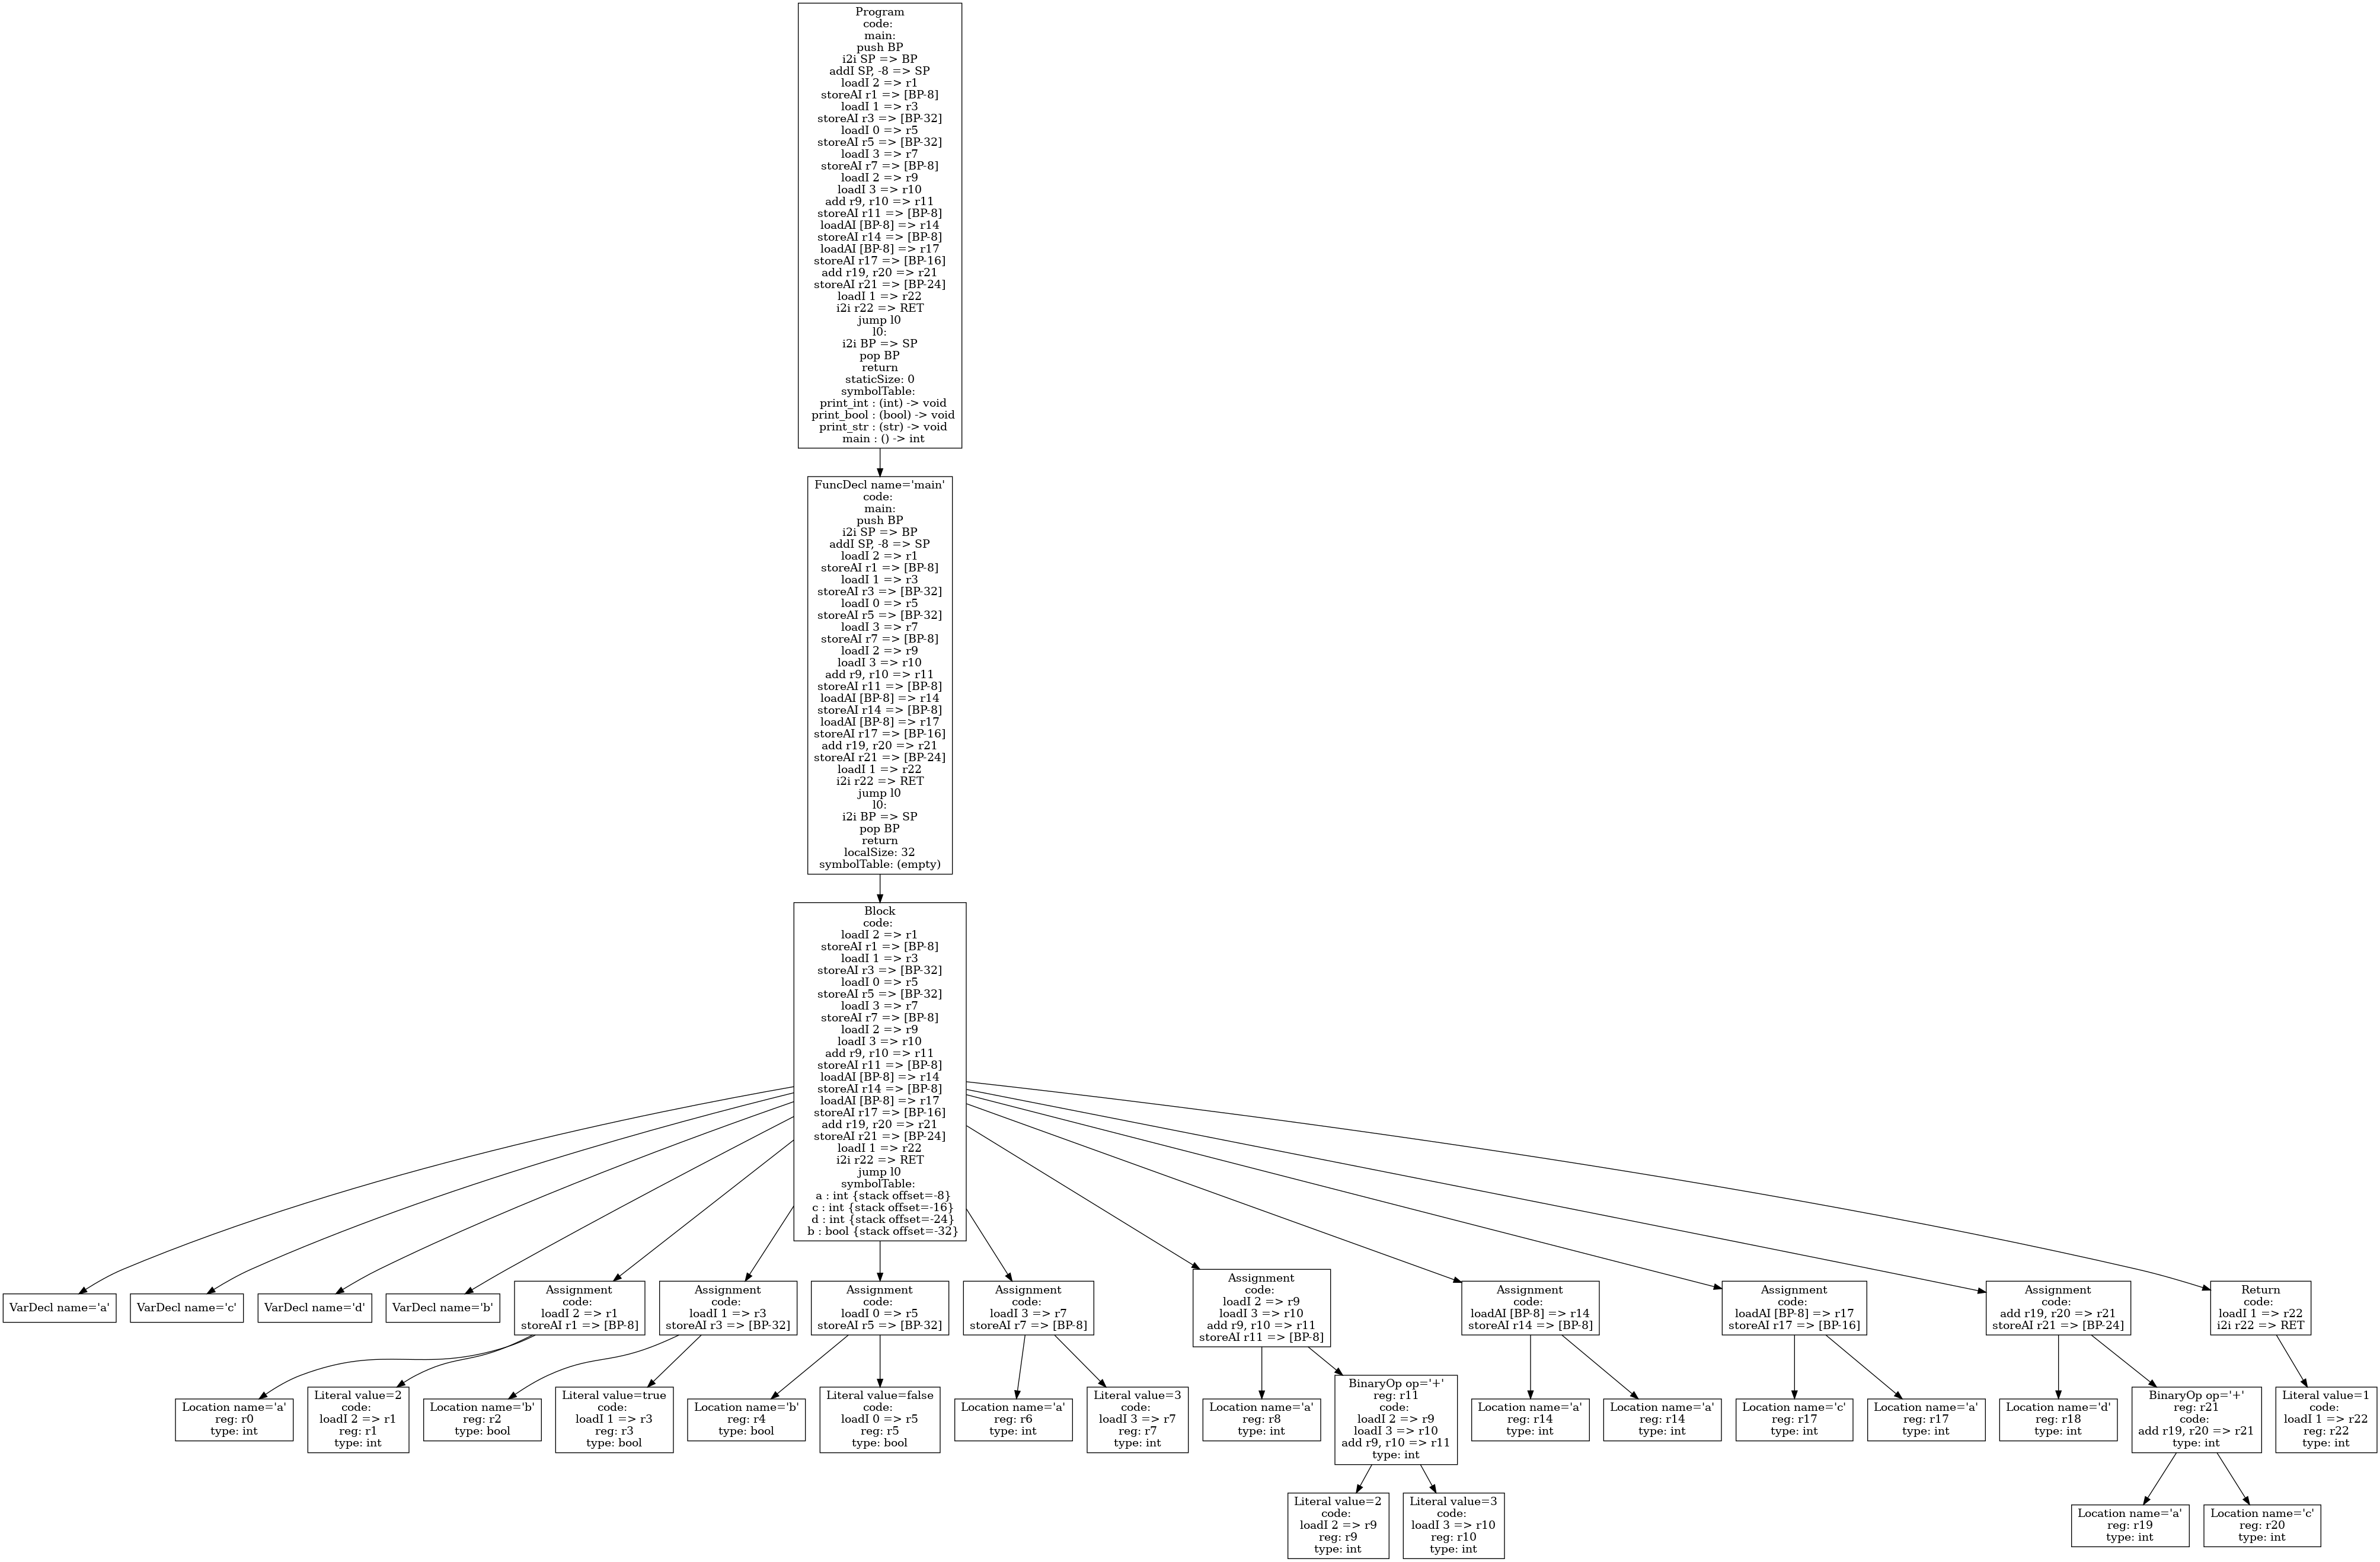 Program
code:
main:
push BP
i2i SP => BP
addI SP, -8 => SP
loadI 2 => r1
storeAI r1 => [BP-8]
loadI 1 => r3
storeAI r3 => [BP-32]
loadI 0 => r5
storeAI r5 => [BP-32]
loadI 3 => r7
storeAI r7 => [BP-8]
loadI 2 => r9
loadI 3 => r10
add r9, r10 => r11
storeAI r11 => [BP-8]
loadAI [BP-8] => r14
storeAI r14 => [BP-8]
loadAI [BP-8] => r17
storeAI r17 => [BP-16]
add r19, r20 => r21
storeAI r21 => [BP-24]
loadI 1 => r22
i2i r22 => RET
jump l0
l0:
i2i BP => SP
pop BP
return
staticSize: 0
symbolTable:
print_int : (int) -> void
print_bool : (bool) -> void
print_str : (str) -> void
main : () -> int
FuncDecl name='main'
code:
main:
push BP
i2i SP => BP
addI SP, -8 => SP
loadI 2 => r1
storeAI r1 => [BP-8]
loadI 1 => r3
storeAI r3 => [BP-32]
loadI 0 => r5
storeAI r5 => [BP-32]
loadI 3 => r7
storeAI r7 => [BP-8]
loadI 2 => r9
loadI 3 => r10
add r9, r10 => r11
storeAI r11 => [BP-8]
loadAI [BP-8] => r14
storeAI r14 => [BP-8]
loadAI [BP-8] => r17
storeAI r17 => [BP-16]
add r19, r20 => r21
storeAI r21 => [BP-24]
loadI 1 => r22
i2i r22 => RET
jump l0
l0:
i2i BP => SP
pop BP
return
localSize: 32
symbolTable: (empty)
Block
code:
loadI 2 => r1
storeAI r1 => [BP-8]
loadI 1 => r3
storeAI r3 => [BP-32]
loadI 0 => r5
storeAI r5 => [BP-32]
loadI 3 => r7
storeAI r7 => [BP-8]
loadI 2 => r9
loadI 3 => r10
add r9, r10 => r11
storeAI r11 => [BP-8]
loadAI [BP-8] => r14
storeAI r14 => [BP-8]
loadAI [BP-8] => r17
storeAI r17 => [BP-16]
add r19, r20 => r21
storeAI r21 => [BP-24]
loadI 1 => r22
i2i r22 => RET
jump l0
symbolTable:
a : int {stack offset=-8}
c : int {stack offset=-16}
d : int {stack offset=-24}
b : bool {stack offset=-32}
VarDecl name='a'
VarDecl name='c'
VarDecl name='d'
VarDecl name='b'
Assignment
code:
loadI 2 => r1
storeAI r1 => [BP-8]
Assignment
code:
loadI 1 => r3
storeAI r3 => [BP-32]
Assignment
code:
loadI 0 => r5
storeAI r5 => [BP-32]
Assignment
code:
loadI 3 => r7
storeAI r7 => [BP-8]
Assignment
code:
loadI 2 => r9
loadI 3 => r10
add r9, r10 => r11
storeAI r11 => [BP-8]
Assignment
code:
loadAI [BP-8] => r14
storeAI r14 => [BP-8]
Assignment
code:
loadAI [BP-8] => r17
storeAI r17 => [BP-16]
Assignment
code:
add r19, r20 => r21
storeAI r21 => [BP-24]
Return
code:
loadI 1 => r22
i2i r22 => RET
Location name='a'
reg: r0
type: int
Literal value=2
code:
loadI 2 => r1
reg: r1
type: int
Location name='b'
reg: r2
type: bool
Literal value=true
code:
loadI 1 => r3
reg: r3
type: bool
Location name='b'
reg: r4
type: bool
Literal value=false
code:
loadI 0 => r5
reg: r5
type: bool
Location name='a'
reg: r6
type: int
Literal value=3
code:
loadI 3 => r7
reg: r7
type: int
Location name='a'
reg: r8
type: int
BinaryOp op='+'
reg: r11
code:
loadI 2 => r9
loadI 3 => r10
add r9, r10 => r11
type: int
Location name='a'
reg: r14
type: int
Location name='a'
reg: r14
type: int
Location name='c'
reg: r17
type: int
Location name='a'
reg: r17
type: int
Location name='d'
reg: r18
type: int
BinaryOp op='+'
reg: r21
code:
add r19, r20 => r21
type: int
Literal value=1
code:
loadI 1 => r22
reg: r22
type: int
Literal value=2
code:
loadI 2 => r9
reg: r9
type: int
Literal value=3
code:
loadI 3 => r10
reg: r10
type: int
Location name='a'
reg: r19
type: int
Location name='c'
reg: r20
type: int